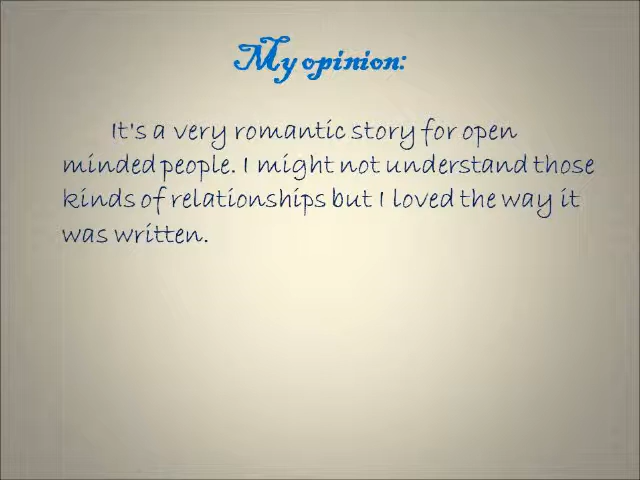 My opinion:
It's a very romantic story for open
minded people. I might not understand those
kinds of relationships but I loved the way it
was written.